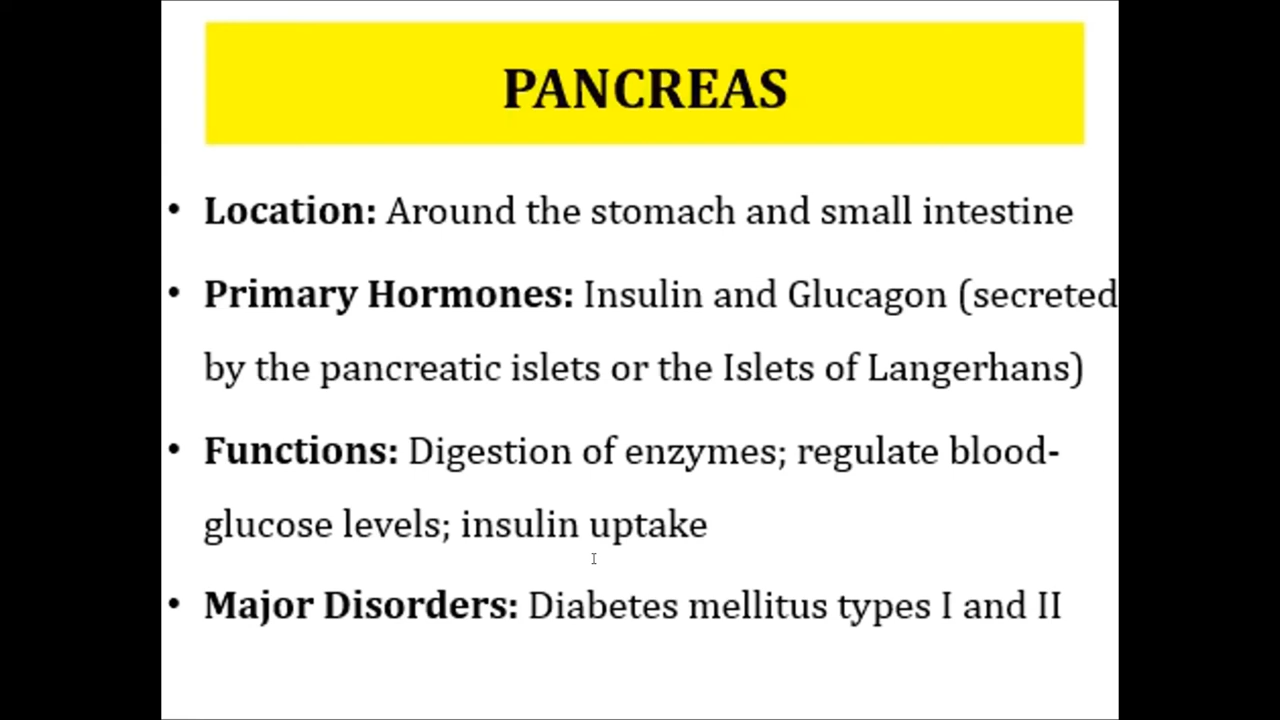 PANCREAS
• Location: Around the stomach and small intestine
• Primary Hormones: Insulin and Glucagon (secreted
by the pancreatic islets or the Islets of Langerhans)
• Functions: Digestion of enzymes; regulate blood-
glucose levels; insulin uptake
• Major Disorders: Diabetes mellitus types I and II